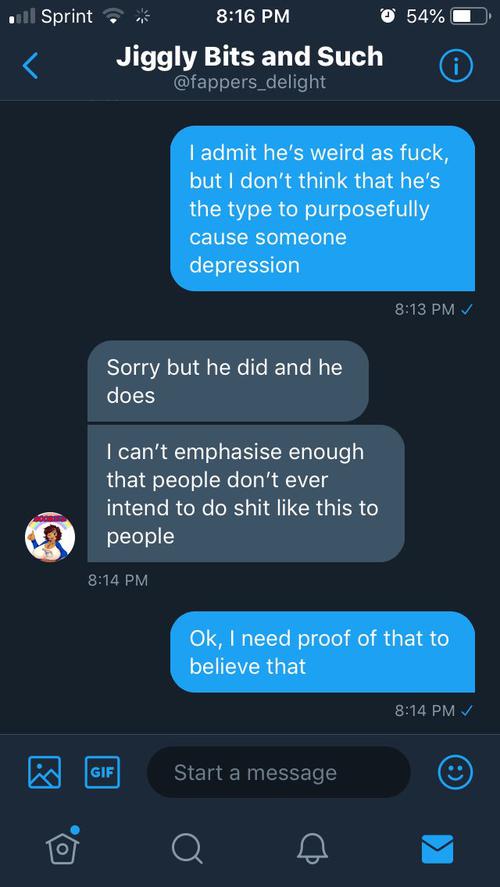 Sprint
8:16 PM
54%
Jiggly Bits and Such
@fappers_delight
I admit he's weird as fuck,
but I don't think that he's
the type to purposefully
cause someone
depression
8:13 PM
Sorry but he did and he
does
I can't emphasise enough
that people don't ever
intend to do shit like this to
people
8:14 PM
Ok, I need proof of that to
believe that
8:14 PM
GIF
Start a message